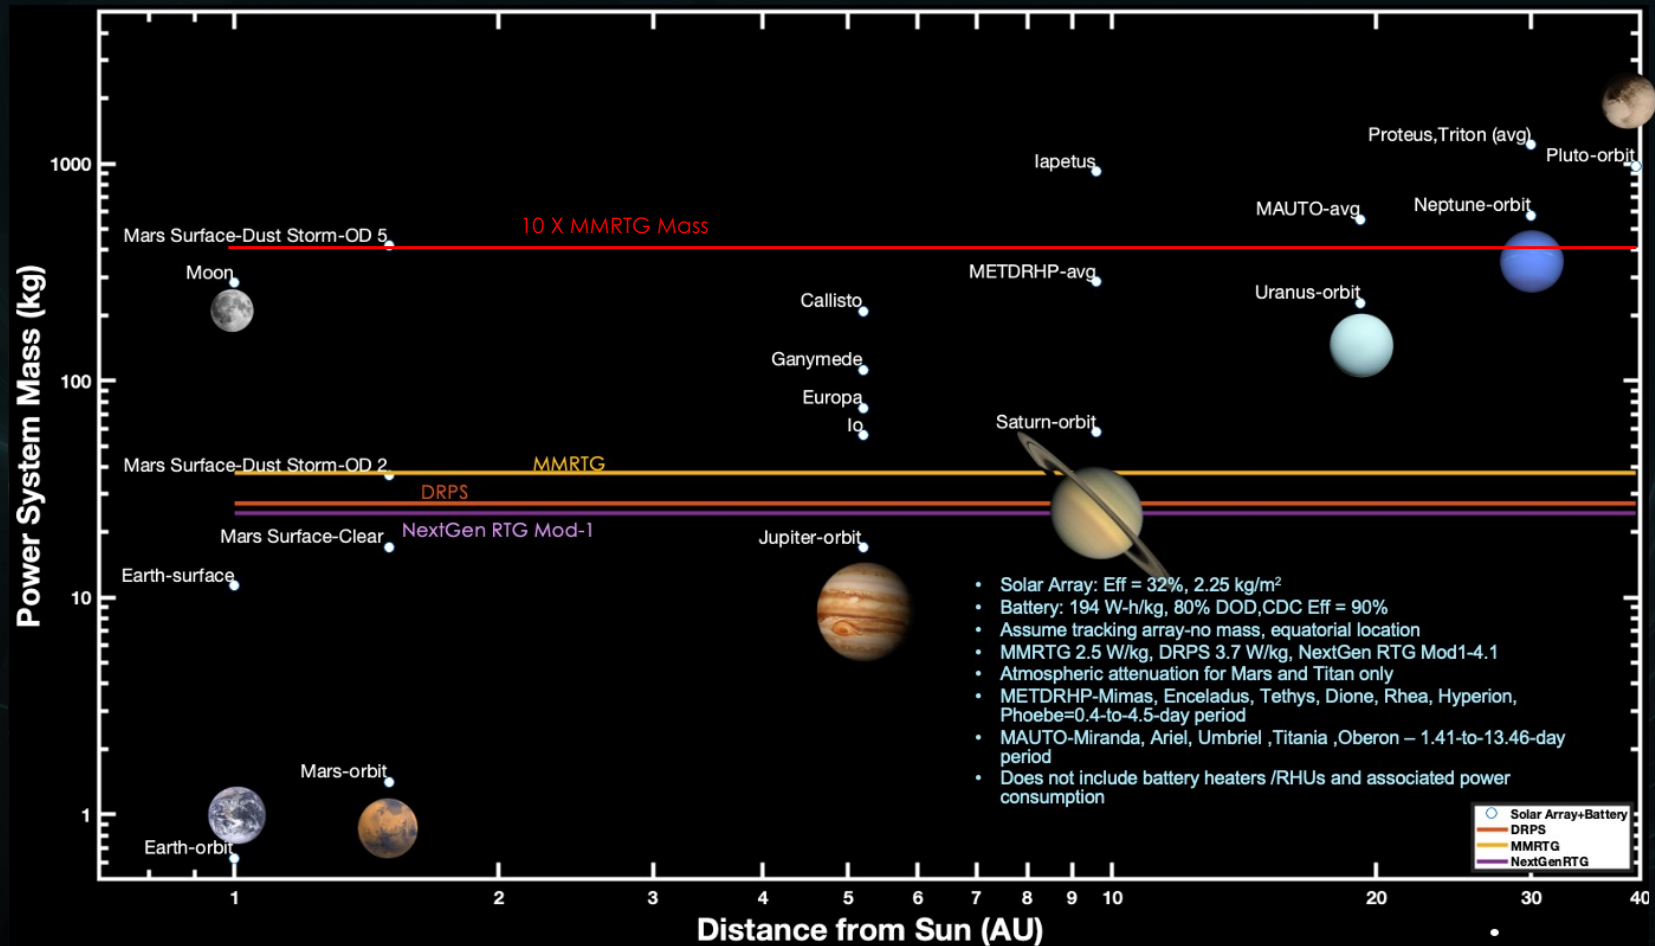 Power System Mass (kg)
1000
100
10
1
Proteus,Triton (avg)
Pluto-orbit
Iapetus
MAUTO-avg
Neptune-orbit
10 X MMRTG Mass
Mars Surface-Dust Storm-OD 5
Moon
METDRHP-avg
Uranus-orbit
Callisto
Ganymede
Europa
Io
Saturn-orbit
Mars Surface-Dust Storm-OD 2
MMRTG
DRPS
NextGen RTG Mod-1
Mars Surface-Clear
Jupiter-orbit
Earth-surface
Mars-orbit
Earth-orbit
• Solar Array: Eff = 32%, 2.25 kg/m²
• Battery: 194 W-h/kg, 80% DOD,CDC Eff = 90%
• Assume tracking array-no mass, equatorial location
• MMRTG 2.5 W/kg, DRPS 3.7 W/kg, NextGen RTG Mod1-4.1
• Atmospheric attenuation for Mars and Titan only
• METDRHP-Mimas, Enceladus, Tethys, Dione, Rhea, Hyperion,
Phoebe=0.4-to-4.5-day period
• MAUTO-Miranda, Ariel, Umbriel ,Titania ,Oberon – 1.41-to-13.46-day
period
• Does not include battery heaters /RHUs and associated power
consumption
Solar Array+Battery
DRPS
MMRTG
NextGenRTG
1 2 3 4 5 6 7 8 9 10 20 30 40
Distance from Sun (AU)